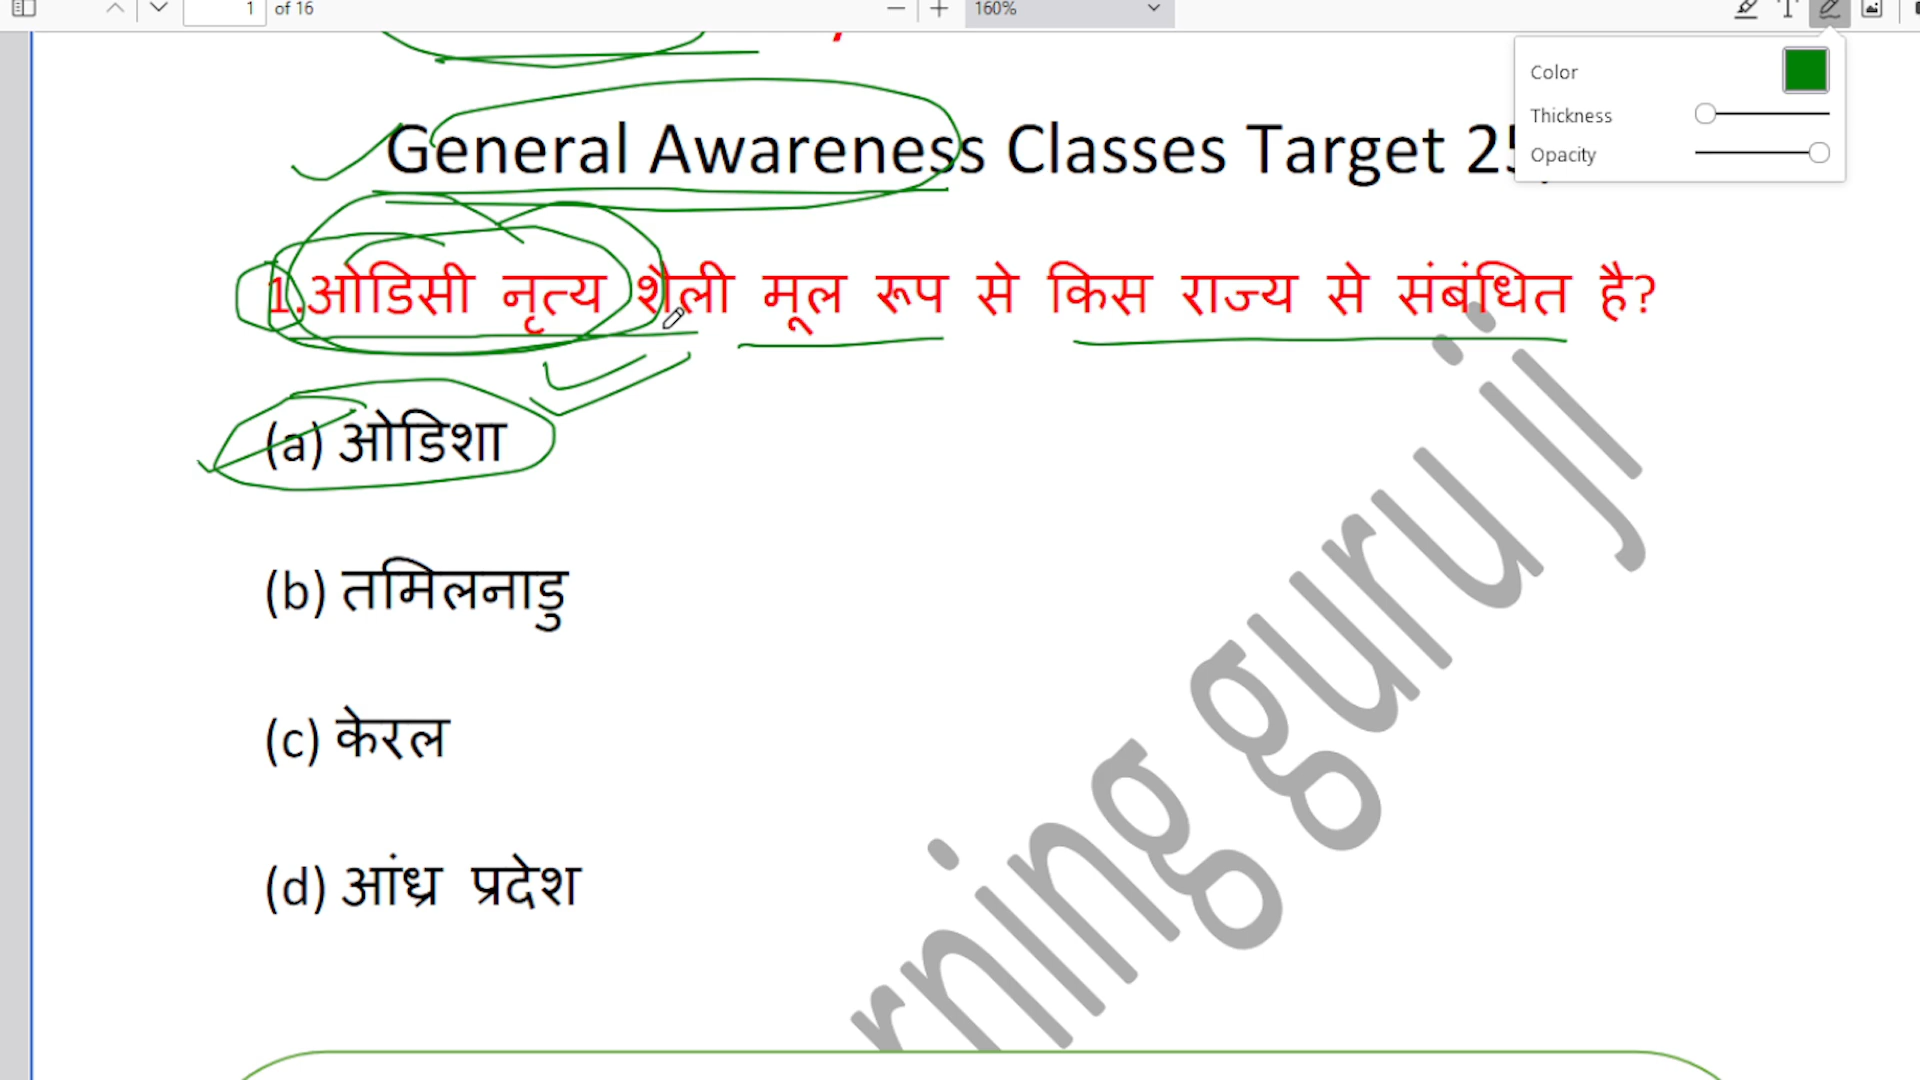 1 of 16 160%
Color
General Awareness Classes Target
Thickness
Opacity
1.ओडिसी नृत्य शैली मूल रूप से किस राज्य से संबंधित है?
(a) ओडिशा
(b) तमिलनाडु
(c) केरल
(d) आंध्र प्रदेश
rning guru ji